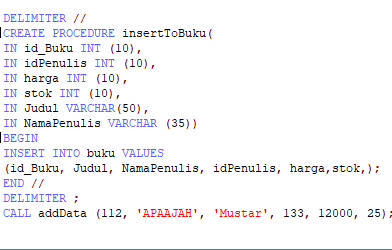 DELIMITER //
CREATE PROCEDURE insertToBuku(
IN id_Buku INT (10),
IN idPenulis INT (10),
IN harga INT (10),
IN stok INT (10),
IN Judul VARCHAR(50),
IN NamaPenulis VARCHAR (35))
BEGIN
INSERT INTO buku VALUES
(id_Buku, Judul, NamaPenulis, idPenulis, harga,stok,);
END //
DELIMITER ;
CALL addData (112, 'APAAJAH', 'Mustar', 133, 12000, 25);